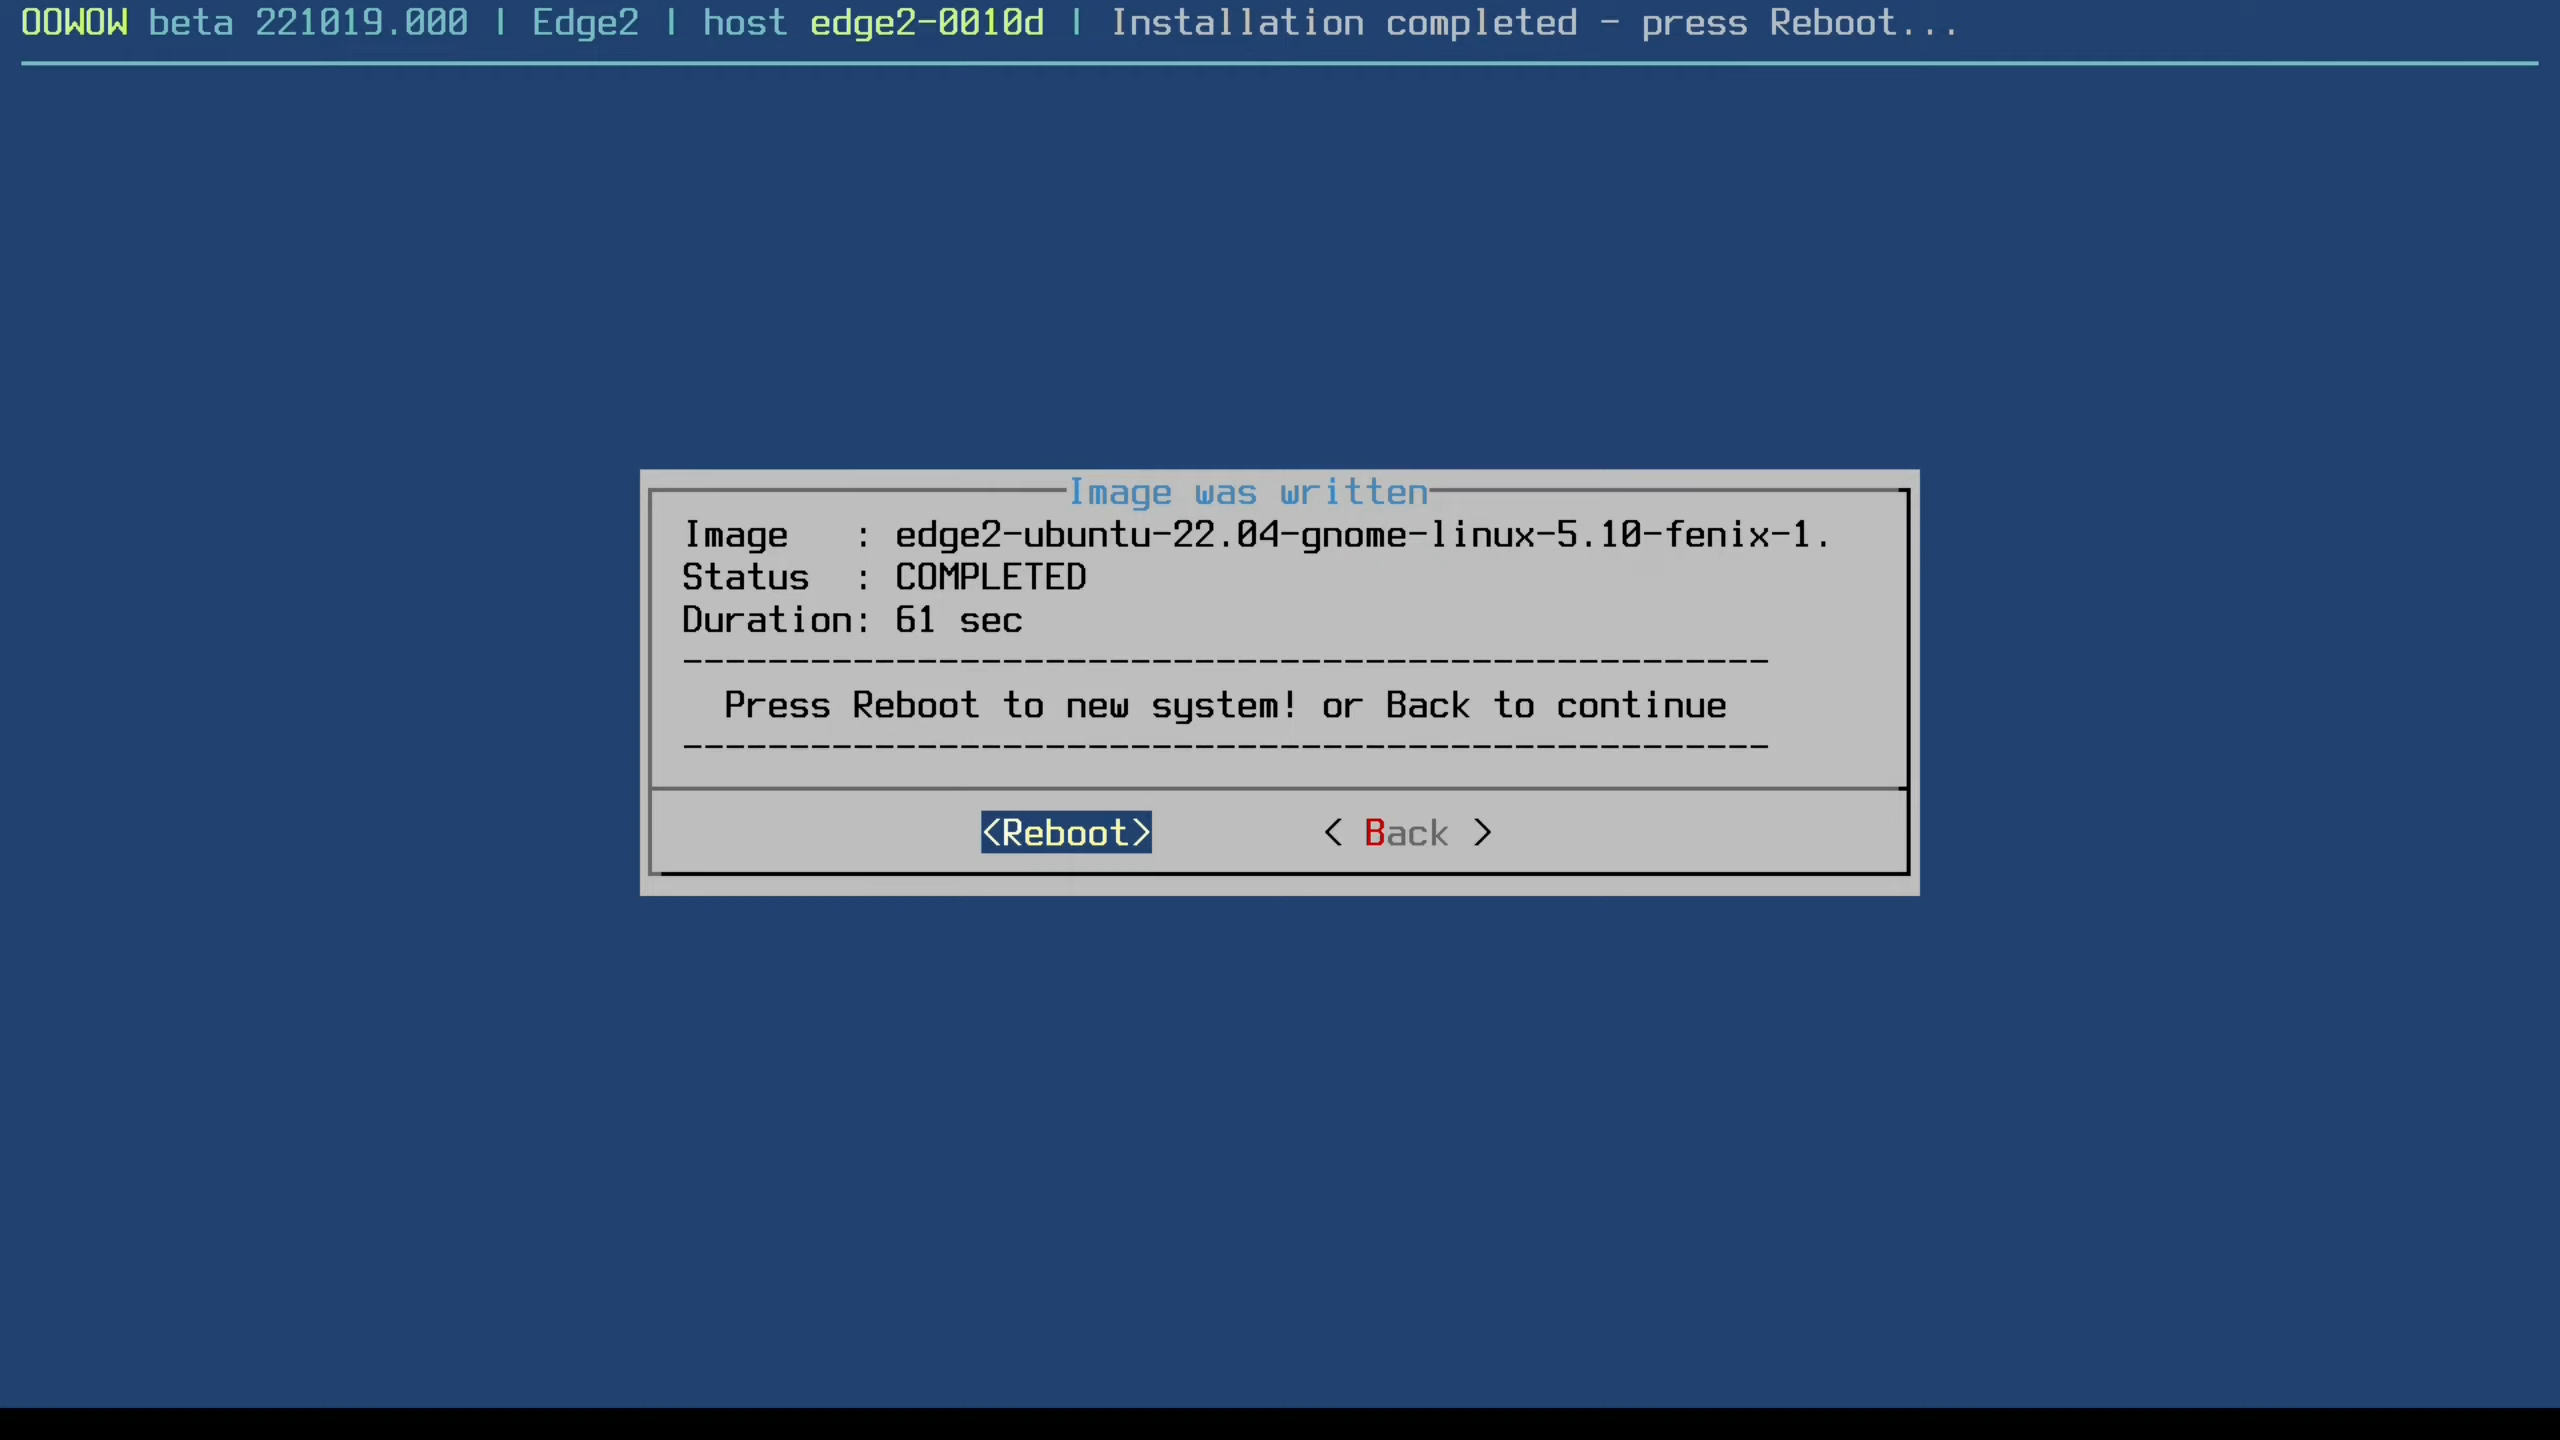 OOWOW beta 221019.000 | Edge2 | host edge2-0010d | Installation completed - press Reboot...
Image was written
Image   : edge2-ubuntu-22.04-gnome-linux-5.10-fenix-1.
Status  : COMPLETED
Duration: 61 sec
---------------------------------------------------
Press Reboot to new system! or Back to continue
---------------------------------------------------
<Reboot> < Back >